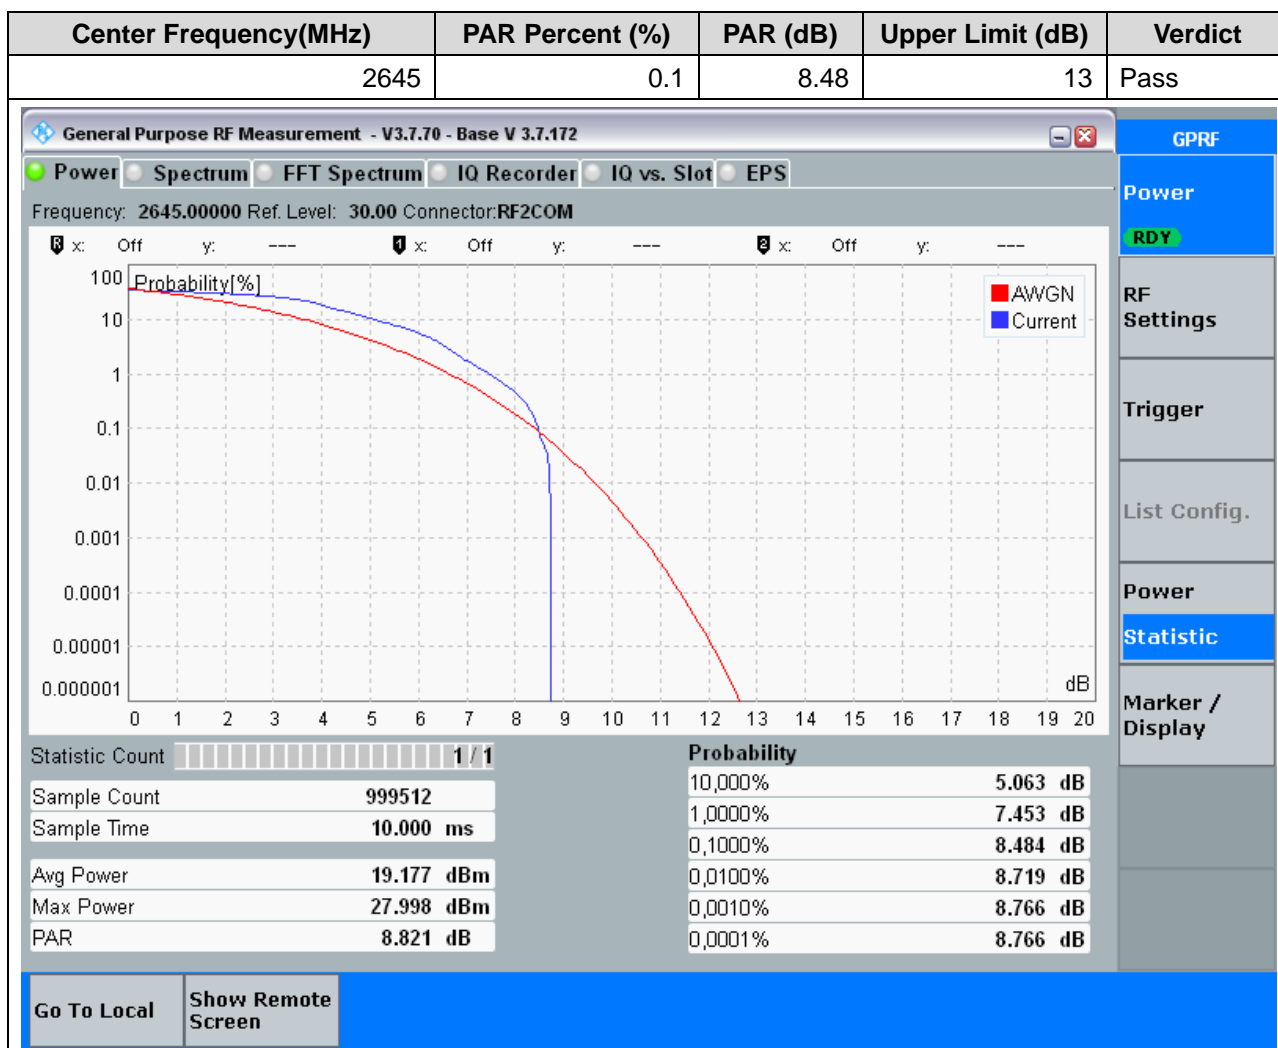 Center Frequency(MHz) PAR Percent (%) PAR (dB) Upper Limit (dB) Verdict
2645 0.1 8.48 13 Pass
General Purpose RF Measurement - V3.7.70 - Base V 3.7.172
GPRF
Power Spectrum FFT Spectrum IQ Recorder IQ vs. Slot EPS
Frequency: 2645.00000 Ref. Level: 30.00 Connector:RF2COM
Power
RDY
R x: Off y: --- 1 x: Off y: --- 2 x: Off y: ---
Probability[%]
AWGN
Current
100
10
1
0.1
0.01
0.001
0.0001
0.00001
0.000001
dB
0 1 2 3 4 5 6 7 8 9 10 11 12 13 14 15 16 17 18 19 20
RF
Settings
Trigger
List Config.
Power
Statistic
Marker /
Display
Statistic Count 1 / 1
Sample Count 999512
Sample Time 10.000 ms
Avg Power 19.177 dBm
Max Power 27.998 dBm
PAR 8.821 dB
Probability
10,000% 5.063 dB
1,0000% 7.453 dB
0,1000% 8.484 dB
0,0100% 8.719 dB
0,0010% 8.766 dB
0,0001% 8.766 dB
Go To Local
Show Remote
Screen